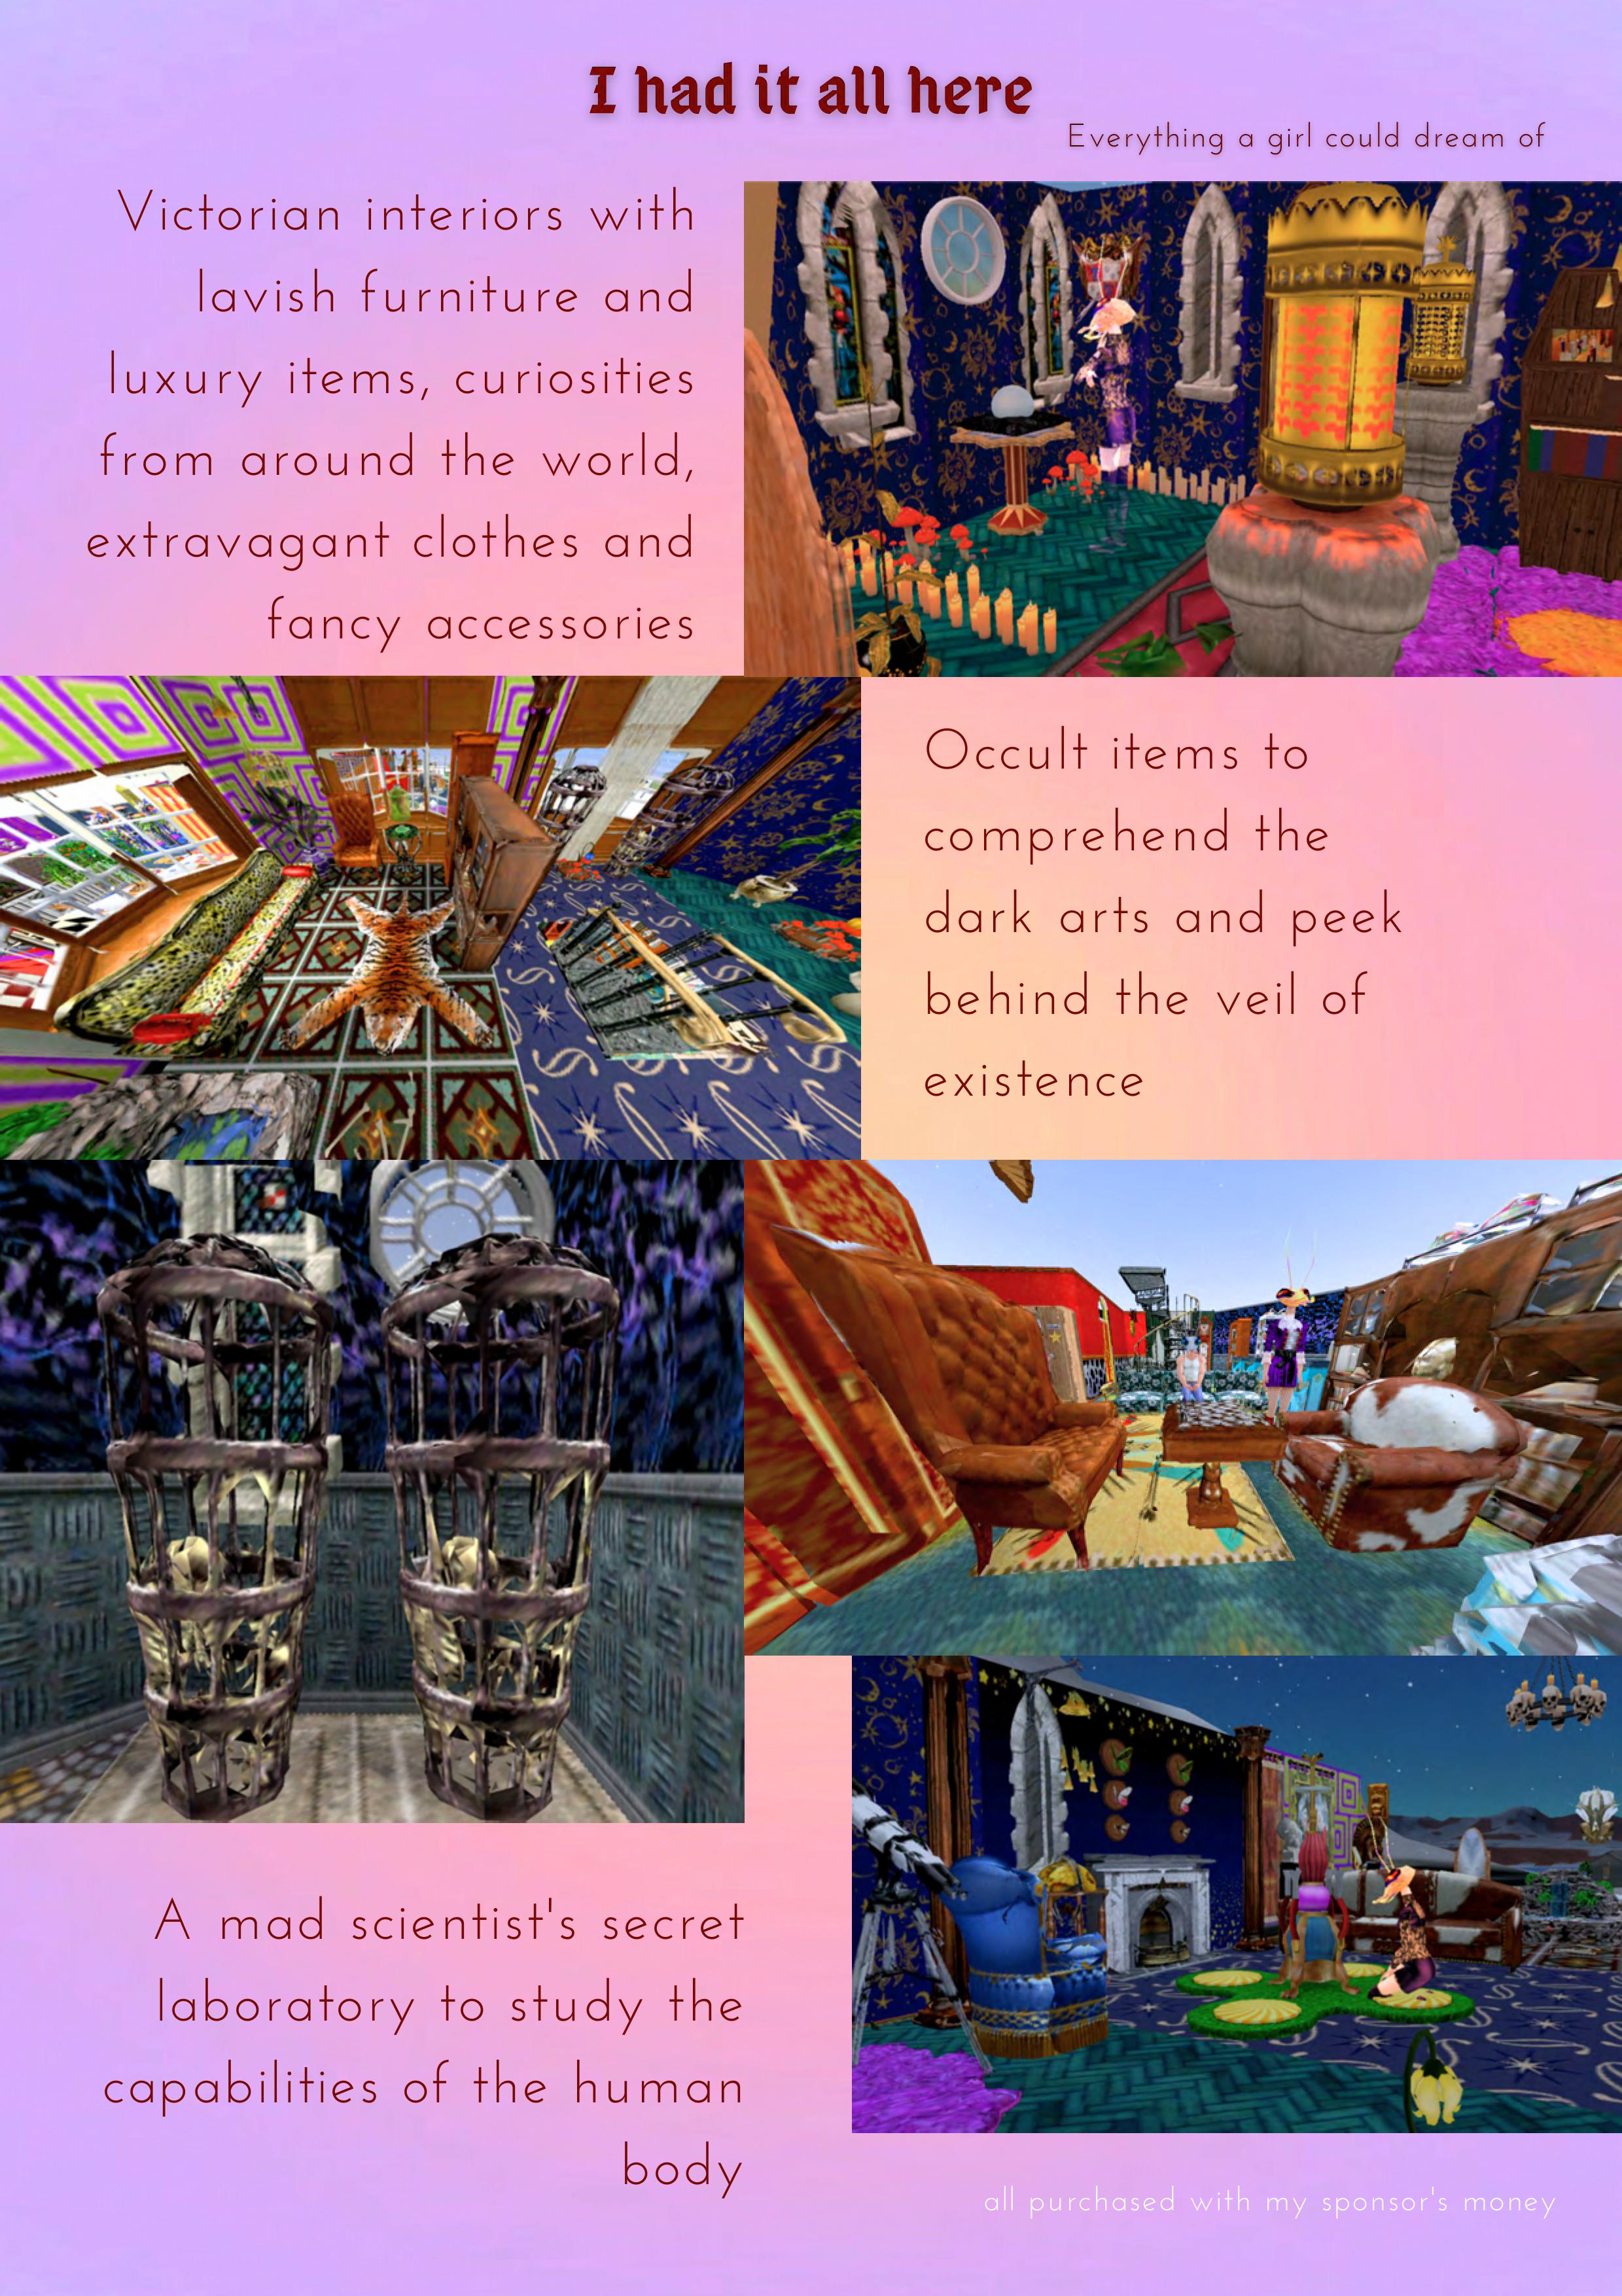 I had it all here
Everything a girl could dream of
Victorian interiors with
lavish furniture and
luxury items, curiosities
from around the world,
extravagant clothes and
fancy accessories
Occult items to
comprehend the
dark arts and peek
behind the veil of
existence
A mad scientist's secret
laboratory to study the
capabilities of the human
body
all purchased with my sponsor's money